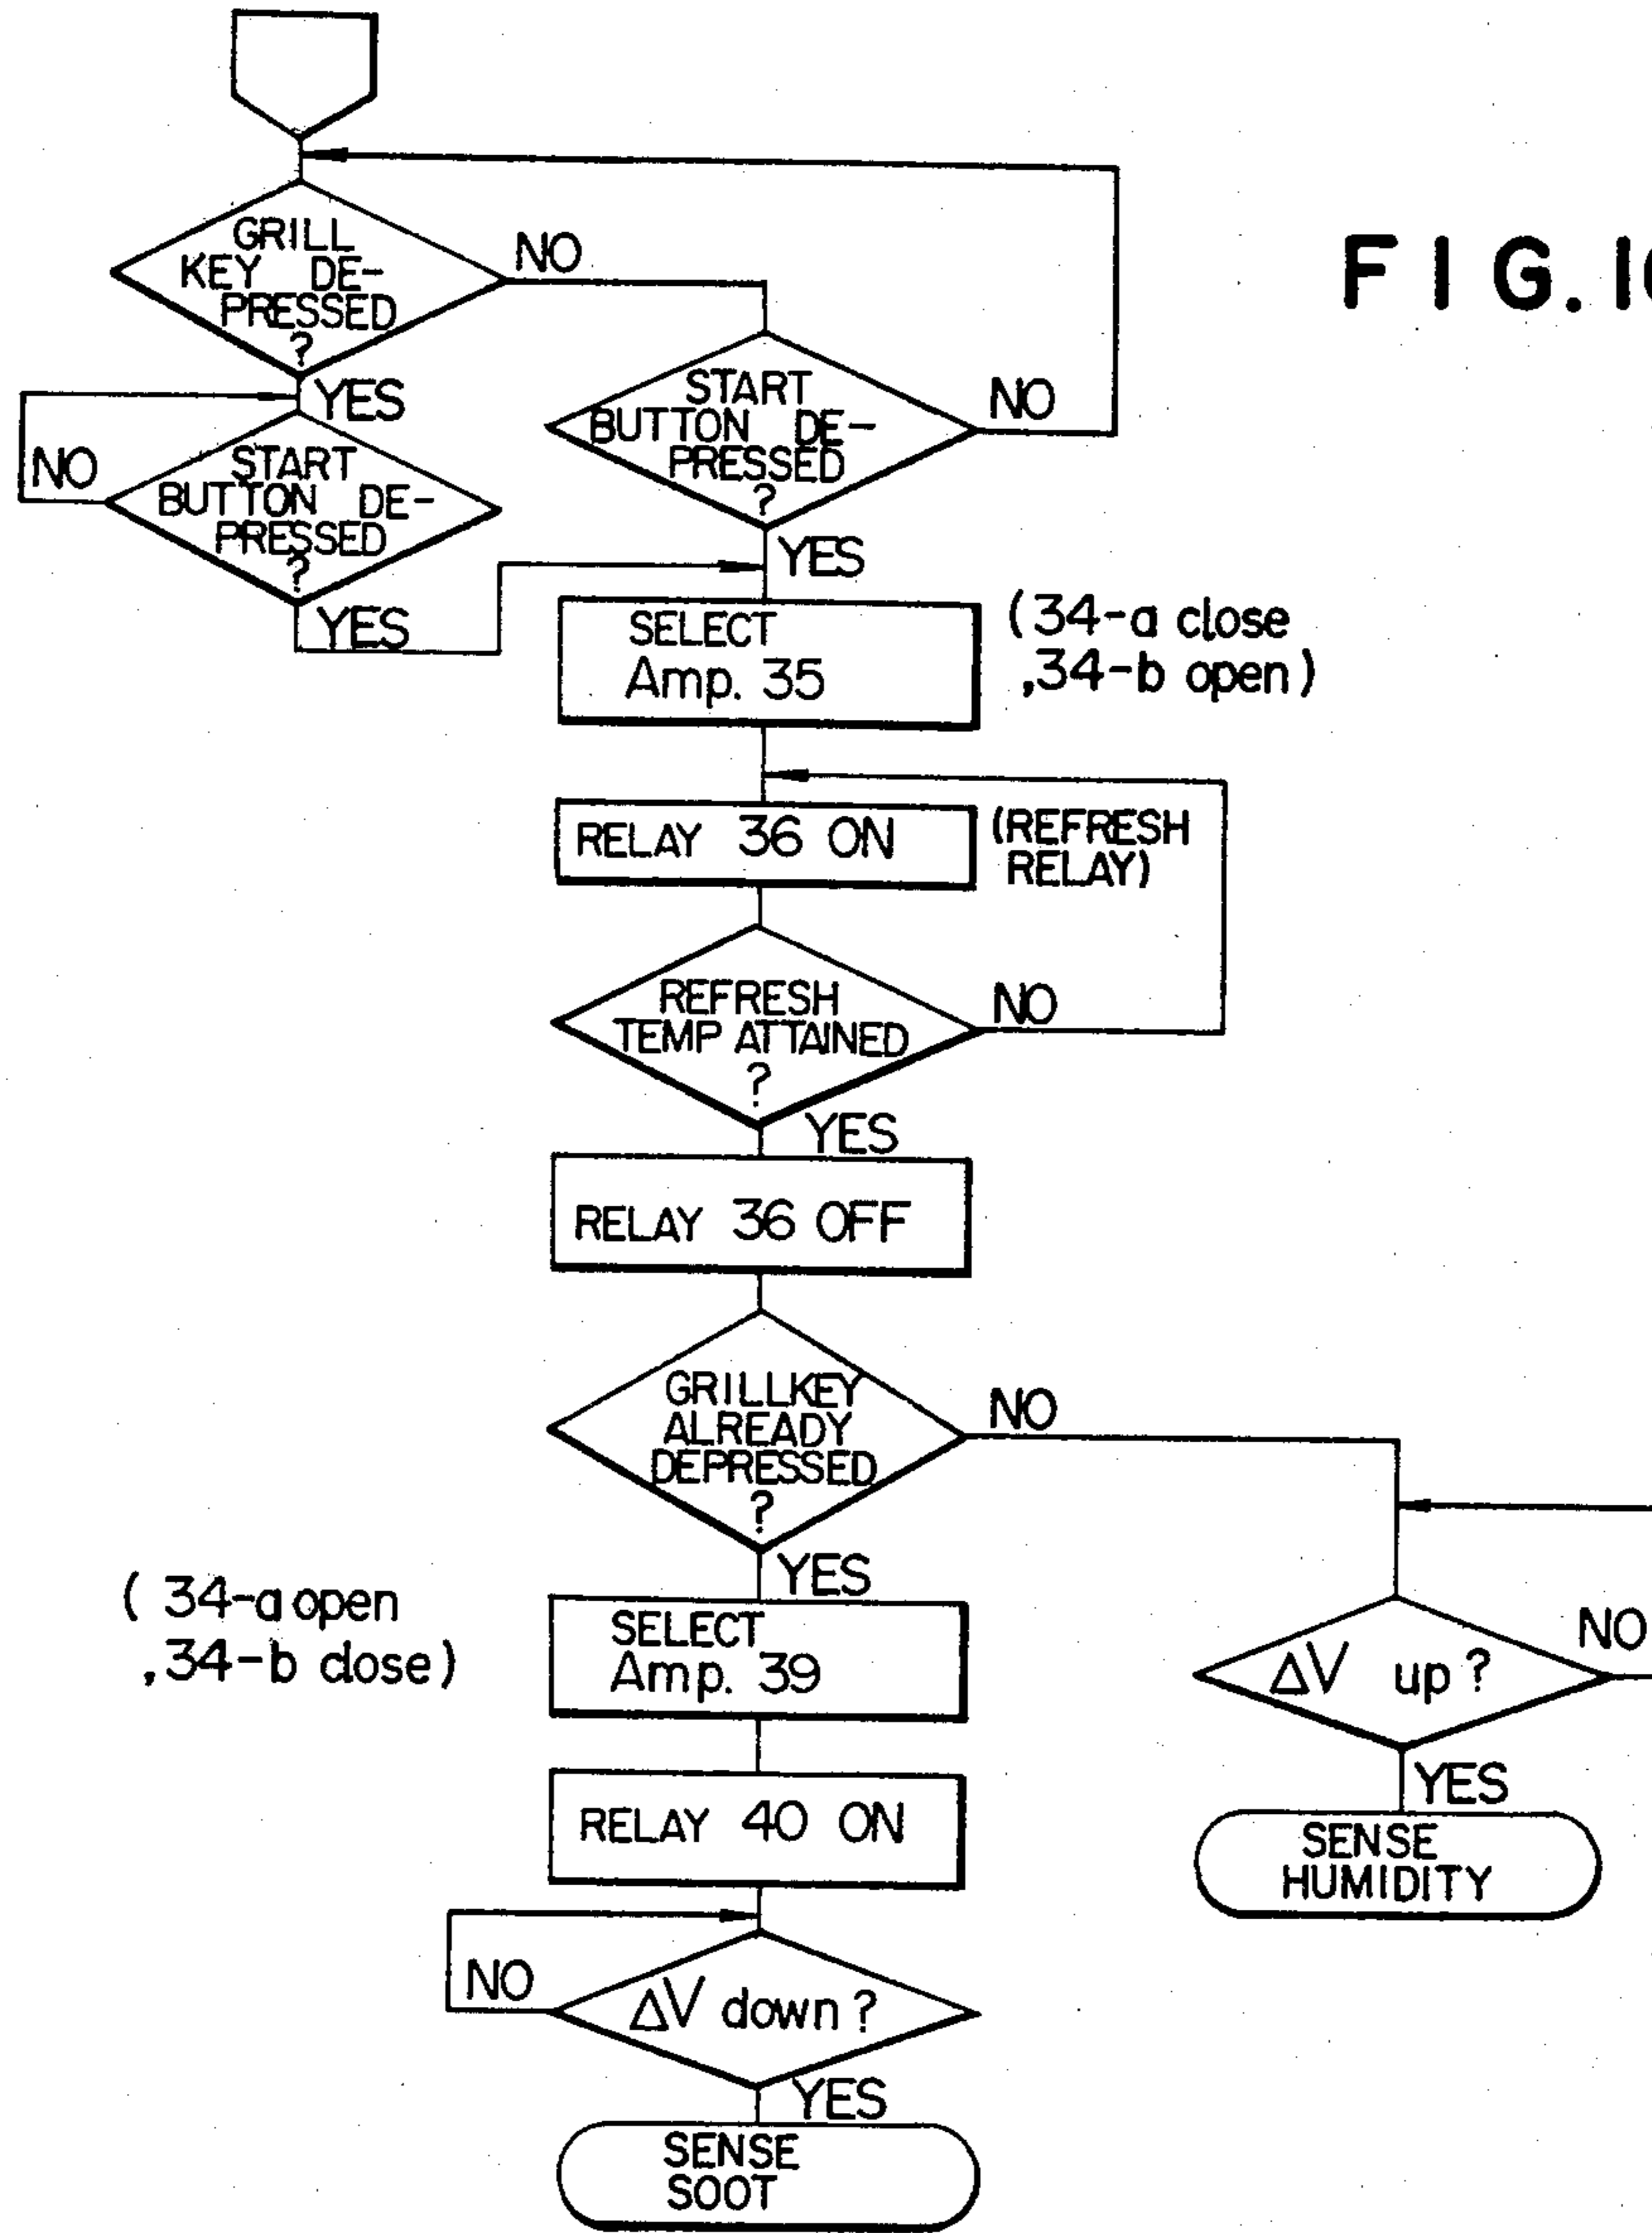 FIG.10
GRILL
KEY DE-
PRESSED
?
NO
YES
START
BUTTON DE-
PRESSED
?
NO
YES
START
BUTTON DE-
PRESSED
?
NO
YES
SELECT
Amp. 35
(34-a close
,34-b open)
RELAY 36 ON
(REFRESH
RELAY)
REFRESH
TEMP ATTAINED
?
NO
YES
RELAY 36 OFF
GRILLKEY
ALREADY
DEPRESSED
?
NO
YES
(34-a open
,34-b close)
SELECT
Amp. 39
RELAY 40 ON
ΔV down?
NO
YES
SENSE
SOOT
ΔV up?
NO
YES
SENSE
HUMIDITY